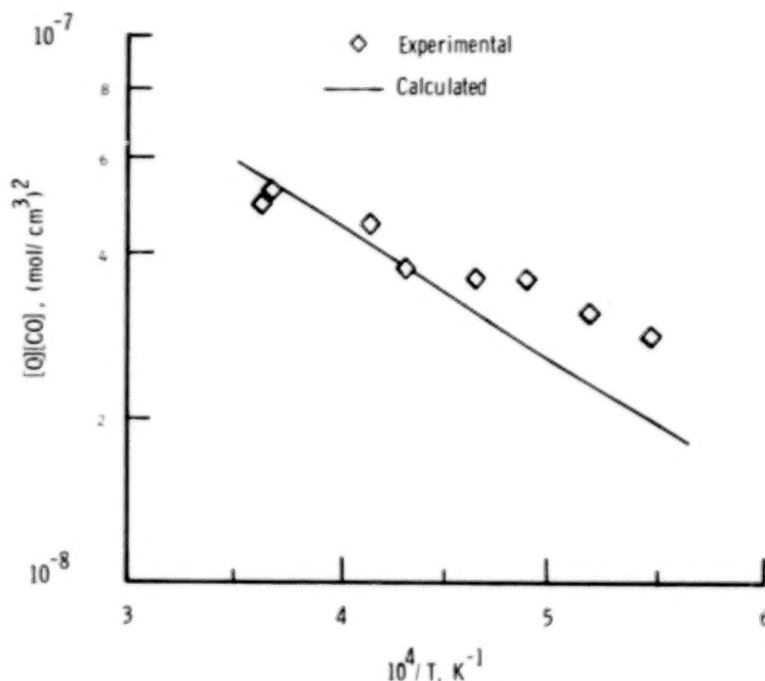 10^-7
Experimental
Calculated
8
6
4
2
10^-8
[O][CO], (mol/cm^3)^2
3
4
5
6
10^4/T, K^-1